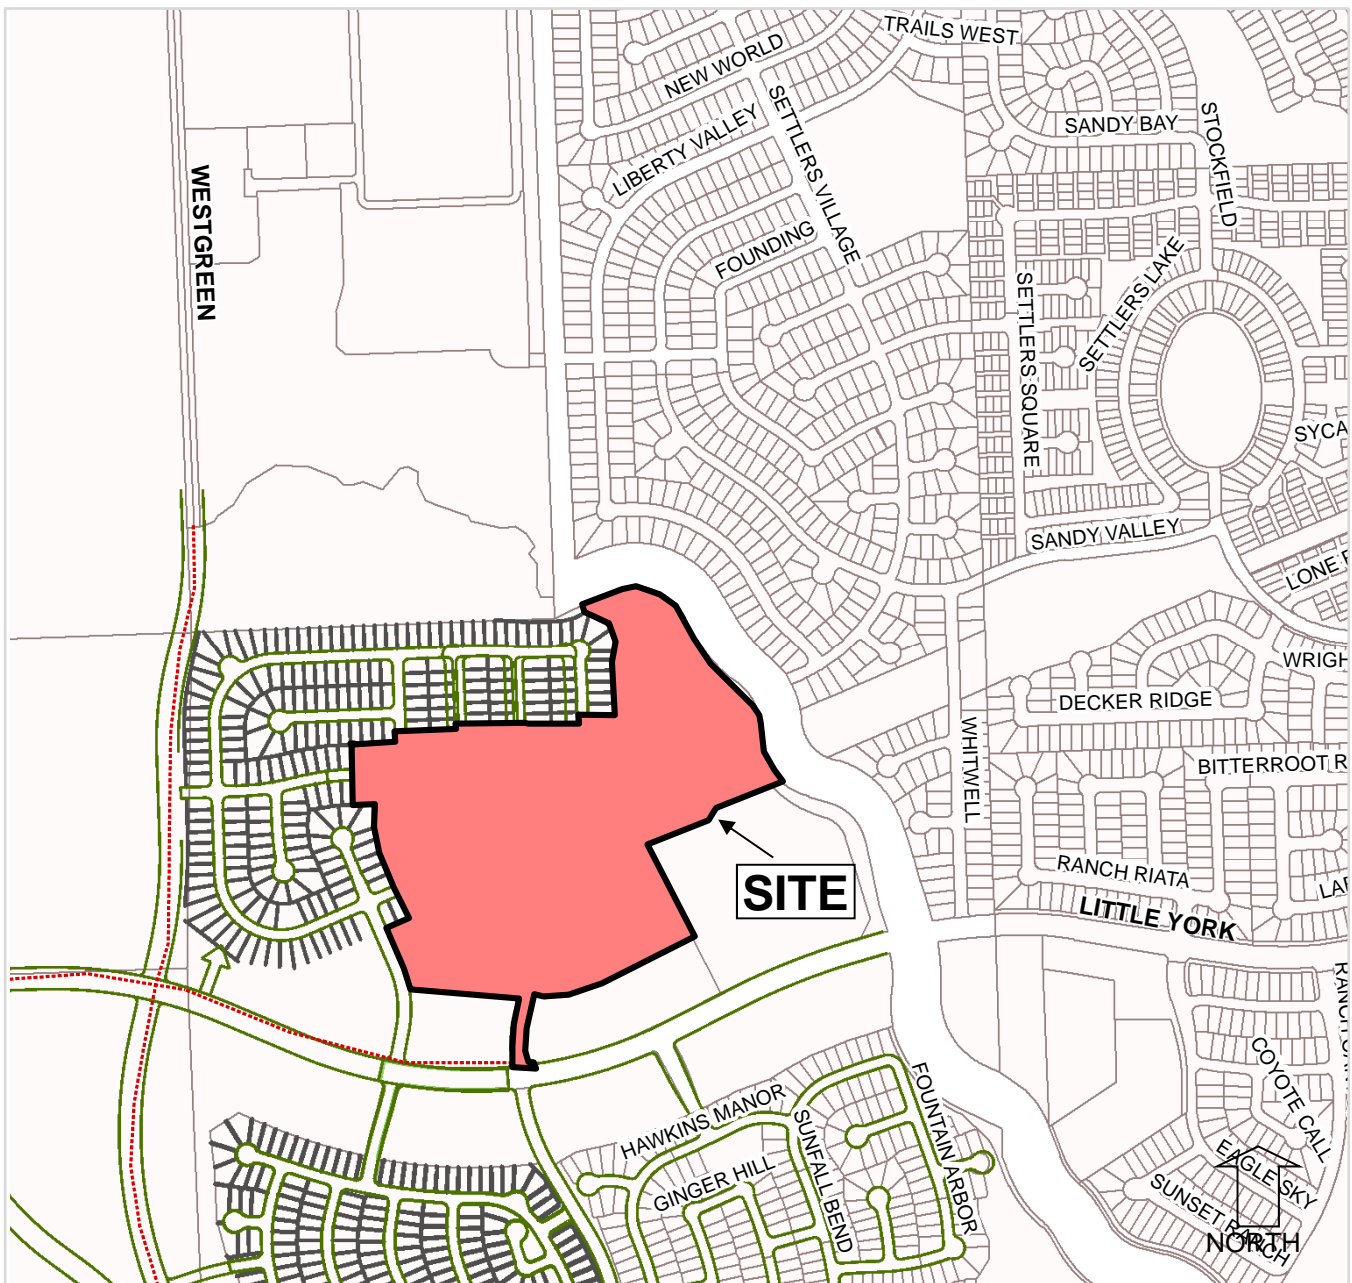 TRAILS WEST
NEW WORLD
SETTLERS VILLAGE
LIBERTY VALLEY
SANDY BAY
STOCKFIELD
WESTGREEN
FOUNDING
SETTLERS LAKE
SETTLERS SQUARE
SYCA
SANDY VALLEY
LONE
WRIGH
DECKER RIDGE
WHITWELL
BITTERROOT R
RANCH RIATA
SITE
LITTLE YORK
RANCH
COYOTE CALL
FOUNTAIN ARBOR
HAWKINS MANOR
SUNFALL BEND
GINGER HILL
EAGLE SKY
SUNSET RANCH
NORTH